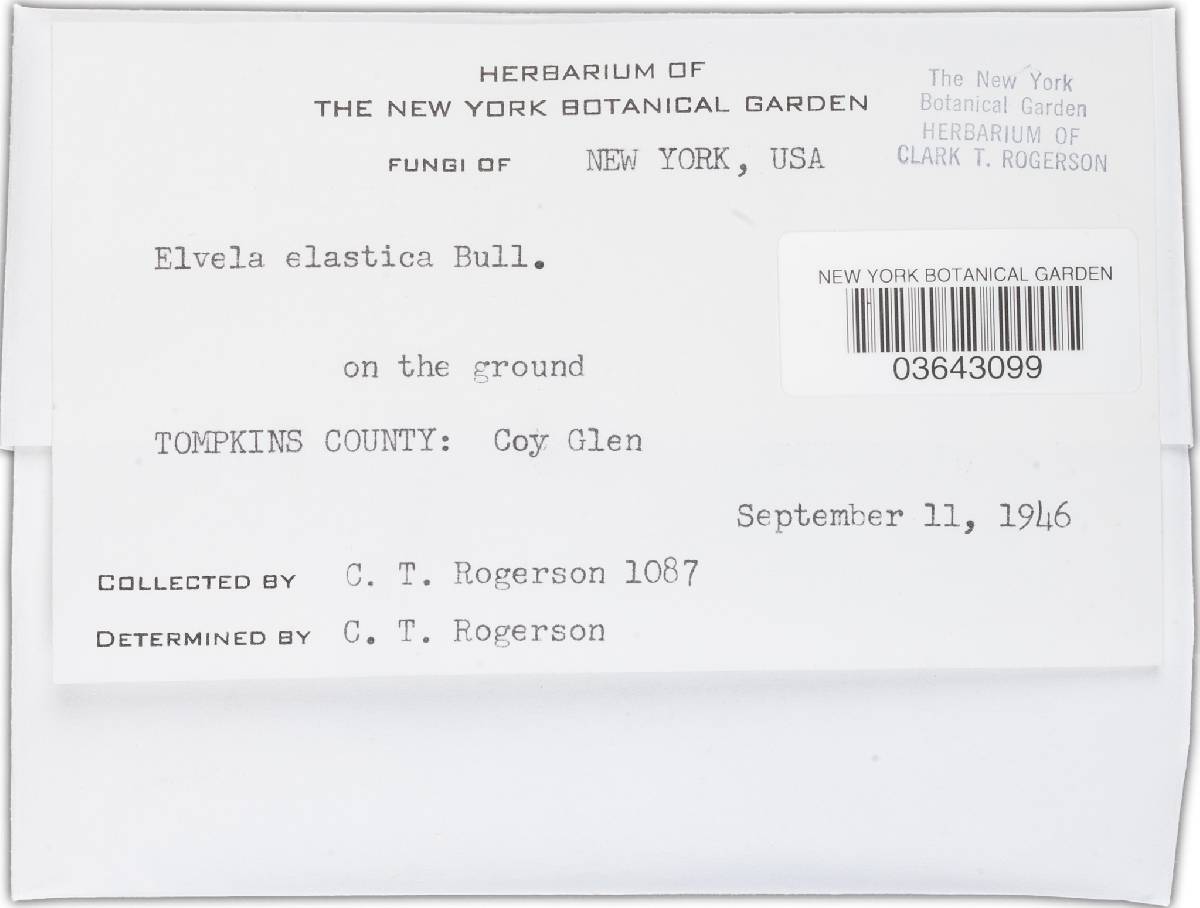 HERBARIUM OF
THE NEW YORK BOTANICAL GARDEN
FUNGI OF NEW YORK, USA
The New York
Botanical Garden
HERBARIUM OF
CLARK T. ROGERSON
Elvela elastica Bull.
NEW YORK BOTANICAL GARDEN
03643099
on the ground
TOMPKINS COUNTY: Coy Glen
September 11, 1946
COLLECTED BY C. T. Rogerson 1087
DETERMINED BY C. T. Rogerson